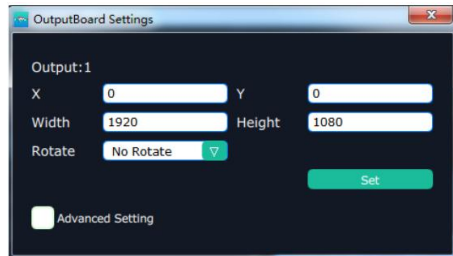 OutputBoard Settings
Output:1
X 0 Y 0
Width 1920 Height 1080
Rotate No Rotate
Set
Advanced Setting